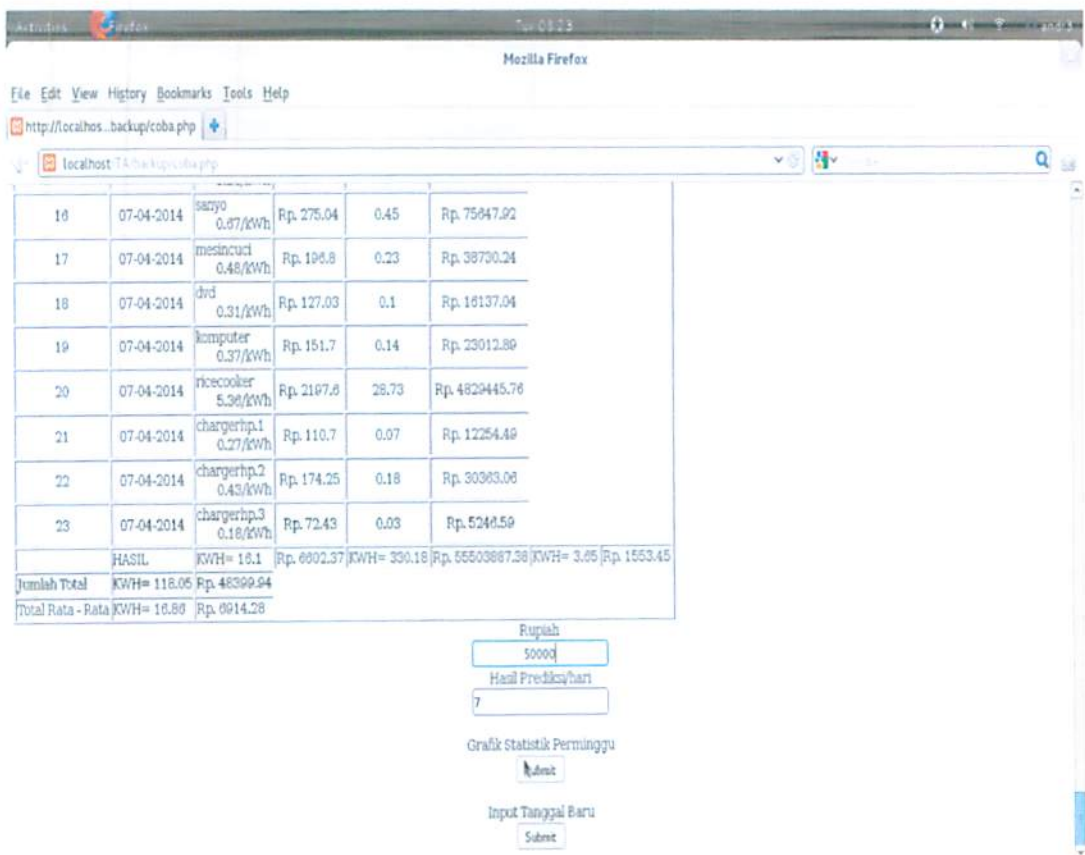 Activities Firefox Tue 03:23
Mozilla Firefox
File Edit View History Bookmarks Tools Help
http://localhos...backup/coba.php
localhost/TA/backup/coba.php
16 07-04-2014 sanyo 0.67/kWh Rp. 275.04 0.45 Rp. 75647.92
17 07-04-2014 mesincuci 0.48/kWh Rp. 196.8 0.23 Rp. 38730.24
18 07-04-2014 dvd 0.31/kWh Rp. 127.03 0.1 Rp. 16137.04
19 07-04-2014 komputer 0.37/kWh Rp. 151.7 0.14 Rp. 23012.89
20 07-04-2014 ricecooker 5.36/kWh Rp. 2197.6 28.73 Rp. 4829445.76
21 07-04-2014 chargerhp.1 0.27/kWh Rp. 110.7 0.07 Rp. 12254.49
22 07-04-2014 chargerhp.2 0.43/kWh Rp. 174.25 0.18 Rp. 30363.06
23 07-04-2014 chargerhp.3 0.18/kWh Rp. 72.43 0.03 Rp. 5246.59
HASIL KWH= 16.1 Rp. 6602.37 KWH= 330.18 Rp. 55503887.38 KWH= 3.65 Rp. 1553.45
Jumlah Total KWH= 118.05 Rp. 48399.94
Total Rata - Rata KWH= 16.86 Rp. 6914.28
Rupiah
50000
Hasil Prediksi/hari
7
Grafik Statistik Perminggu
Submit
Input Tanggal Baru
Submit